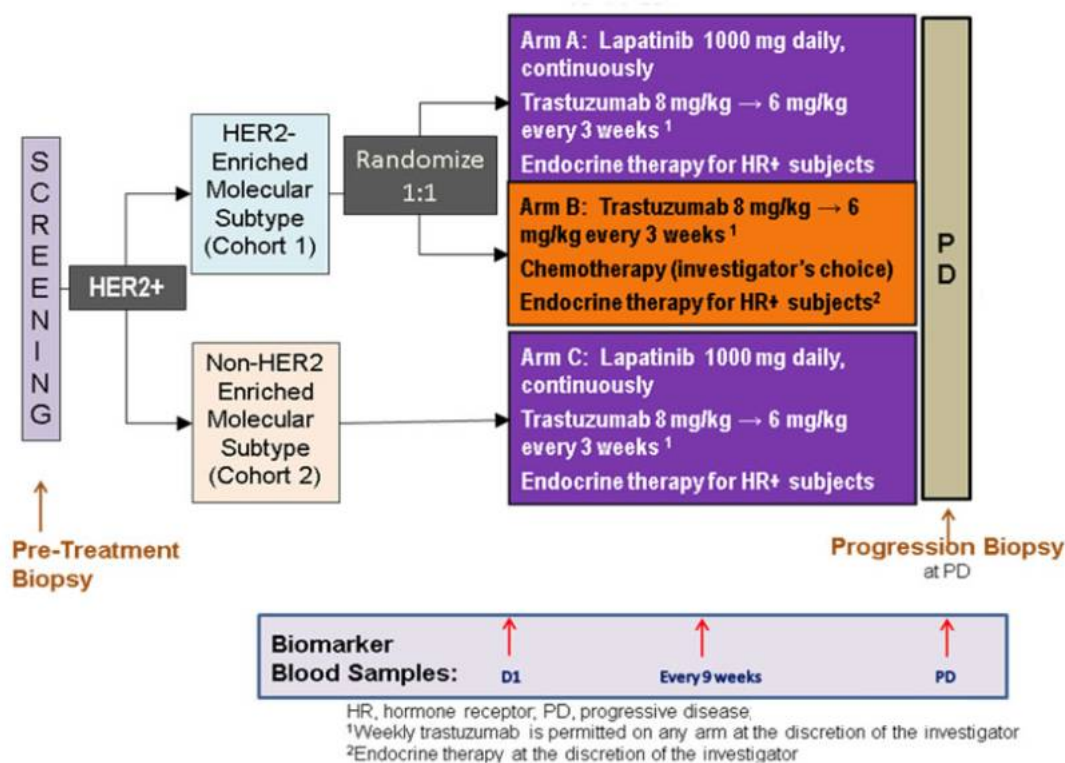 SCREENING
HER2+
HER2-
Enriched
Molecular
Subtype
(Cohort 1)
Non-HER2
Enriched
Molecular
Subtype
(Cohort 2)
Randomize
1:1
Arm A: Lapatinib 1000 mg daily,
continuously
Trastuzumab 8 mg/kg → 6 mg/kg
every 3 weeks ¹
Endocrine therapy for HR+ subjects
Arm B: Trastuzumab 8 mg/kg → 6
mg/kg every 3 weeks ¹
Chemotherapy (investigator's choice)
Endocrine therapy for HR+ subjects²
Arm C: Lapatinib 1000 mg daily,
continuously
Trastuzumab 8 mg/kg → 6 mg/kg
every 3 weeks ¹
Endocrine therapy for HR+ subjects
PD
Pre-Treatment
Biopsy
Progression Biopsy
at PD
Biomarker
Blood Samples:
D1
Every 9 weeks
PD
HR, hormone receptor; PD, progressive disease;
¹Weekly trastuzumab is permitted on any arm at the discretion of the investigator
²Endocrine therapy at the discretion of the investigator